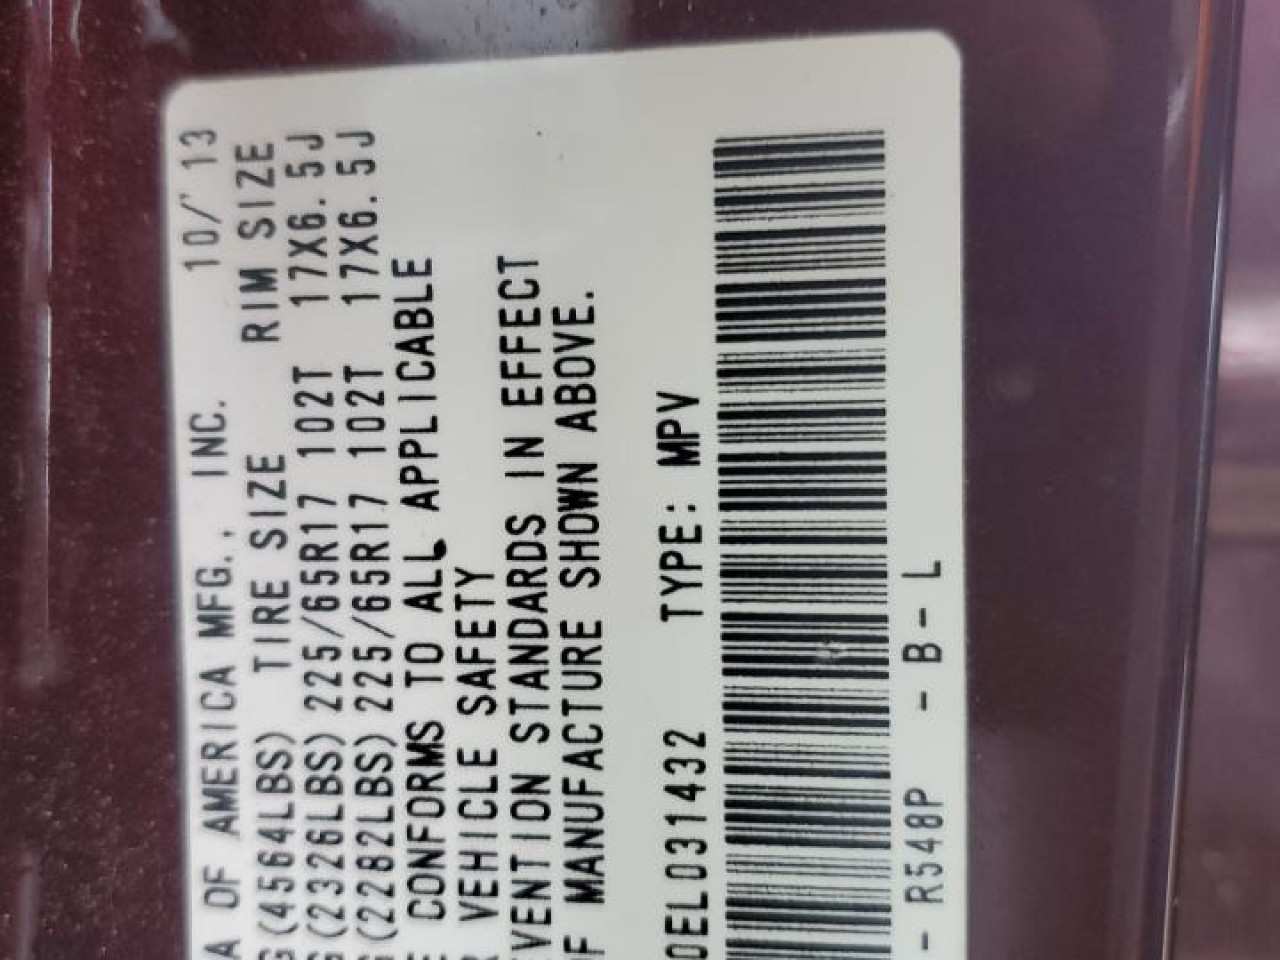 A OF AMERICA MFG., INC. 10/'13
G(4564LBS) TIRE SIZE RIM SIZE
G(2326LBS) 225/65R17 102T 17X6.5J
G(2282LBS) 225/65R17 102T 17X6.5J
E CONFORMS TO ALL APPLICABLE
R VEHICLE SAFETY
VENTION STANDARDS IN EFFECT
OF MANUFACTURE SHOWN ABOVE.
0EL031432 TYPE: MPV
- R548P - B-L